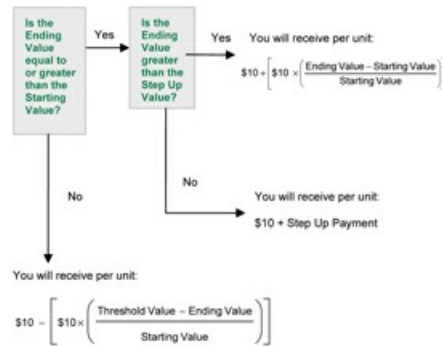 Is the
Ending
Value
equal to
or greater
than the
Starting
Value?
Yes
Is the
Ending
Value
greater
than the
Step Up
Value?
Yes
You will receive per unit:
$10 + [$10 × (Ending Value – Starting Value
Starting Value
No
No
You will receive per unit:
$10 + Step Up Payment
You will receive per unit:
$10 – [$10 × (Threshold Value – Ending Value
Starting Value)]